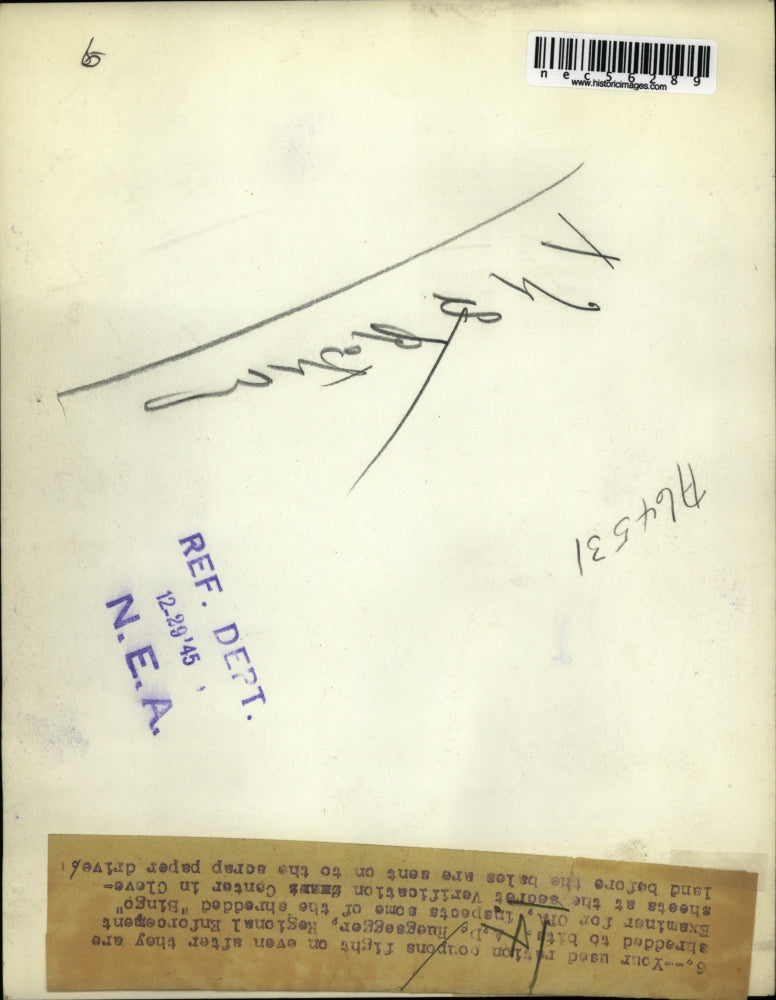 6
nec56289
www.historicimages.com
A64531
REF. DEPT.
12-29'45
N.E.A.
6.--Your used ration coupons fight on even after they are
shredded to bits. A. D. Ruegsegger, Regional Enforcement
Examiner for OPA, inspects some of the shredded "Bingo"
sheets at the secret Verification Center in Cleve-
land before the bales are sent on to the scrap paper drive.